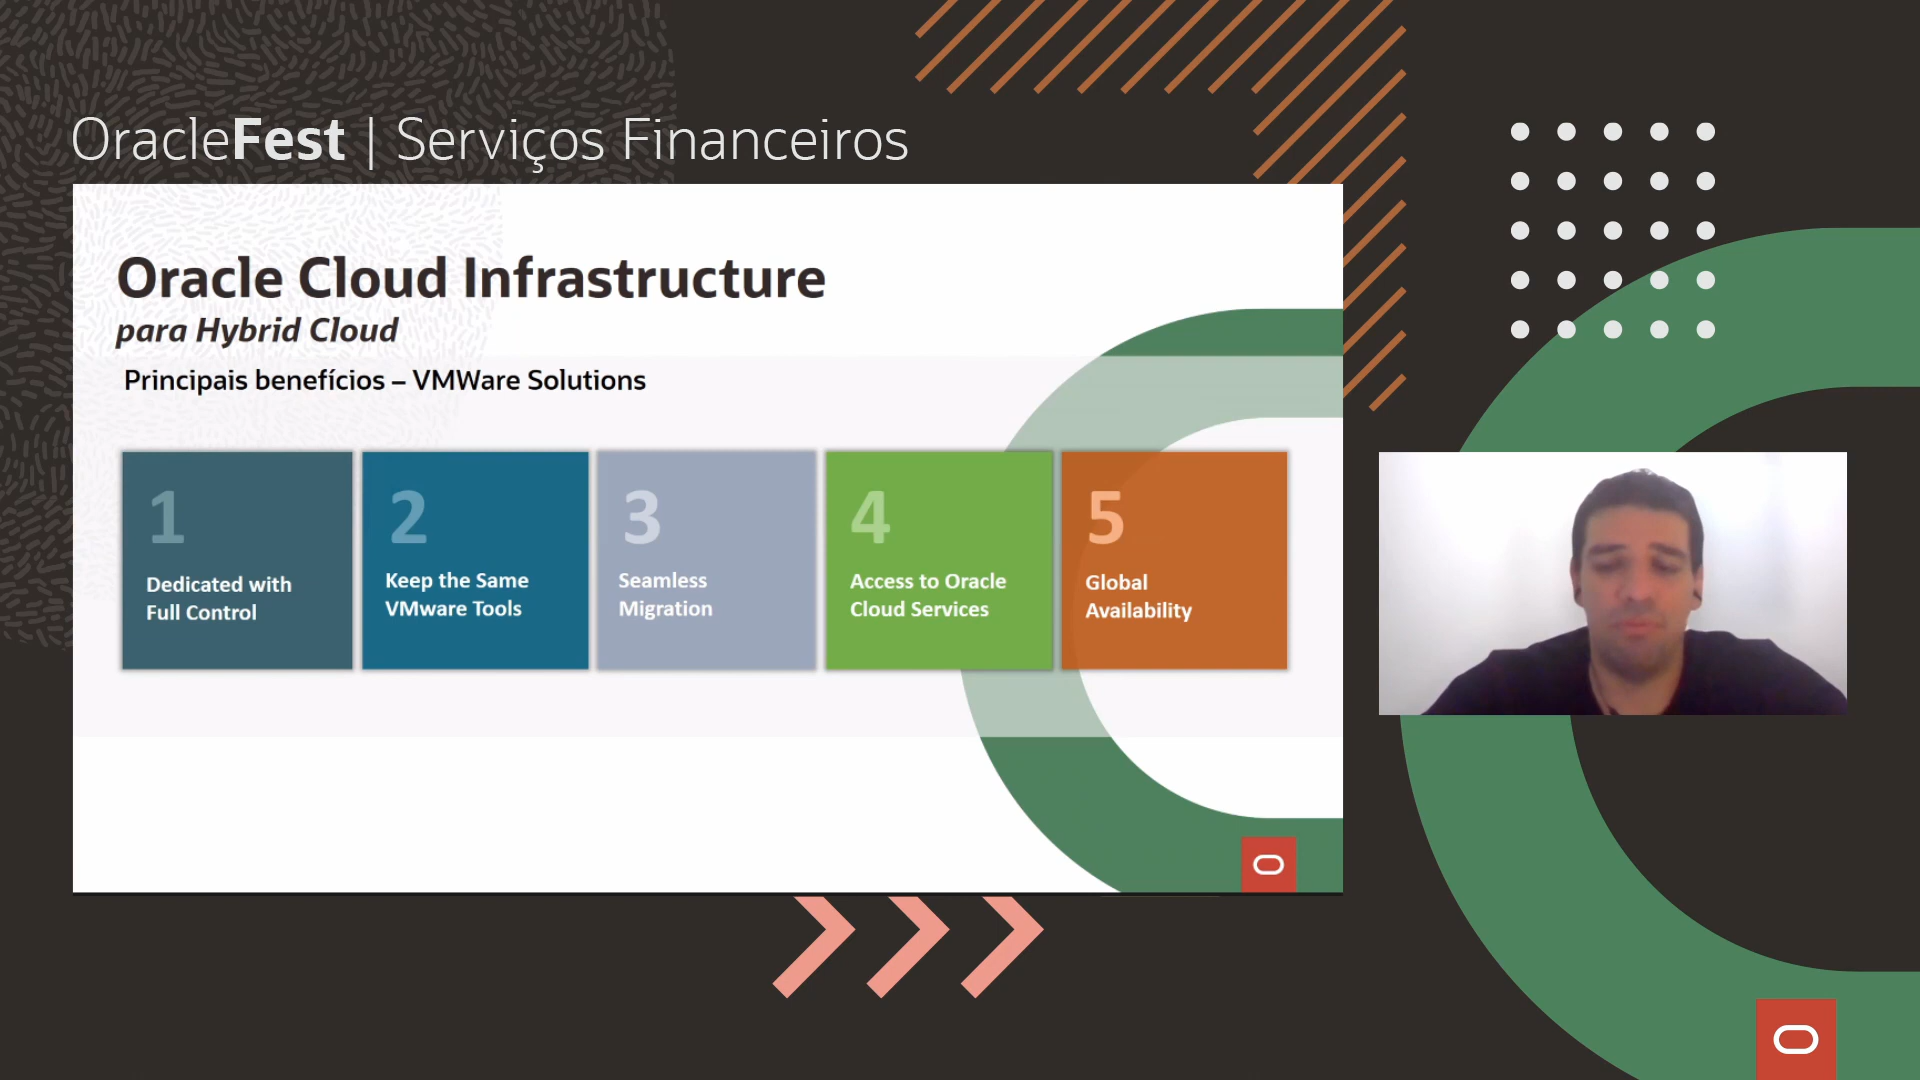 OracleFest | Serviços Financeiros
Oracle Cloud Infrastructure
para Hybrid Cloud
Principais benefícios – VMWare Solutions
1
Dedicated with
Full Control
2
Keep the Same
VMware Tools
3
Seamless
Migration
4
Access to Oracle
Cloud Services
5
Global
Availability